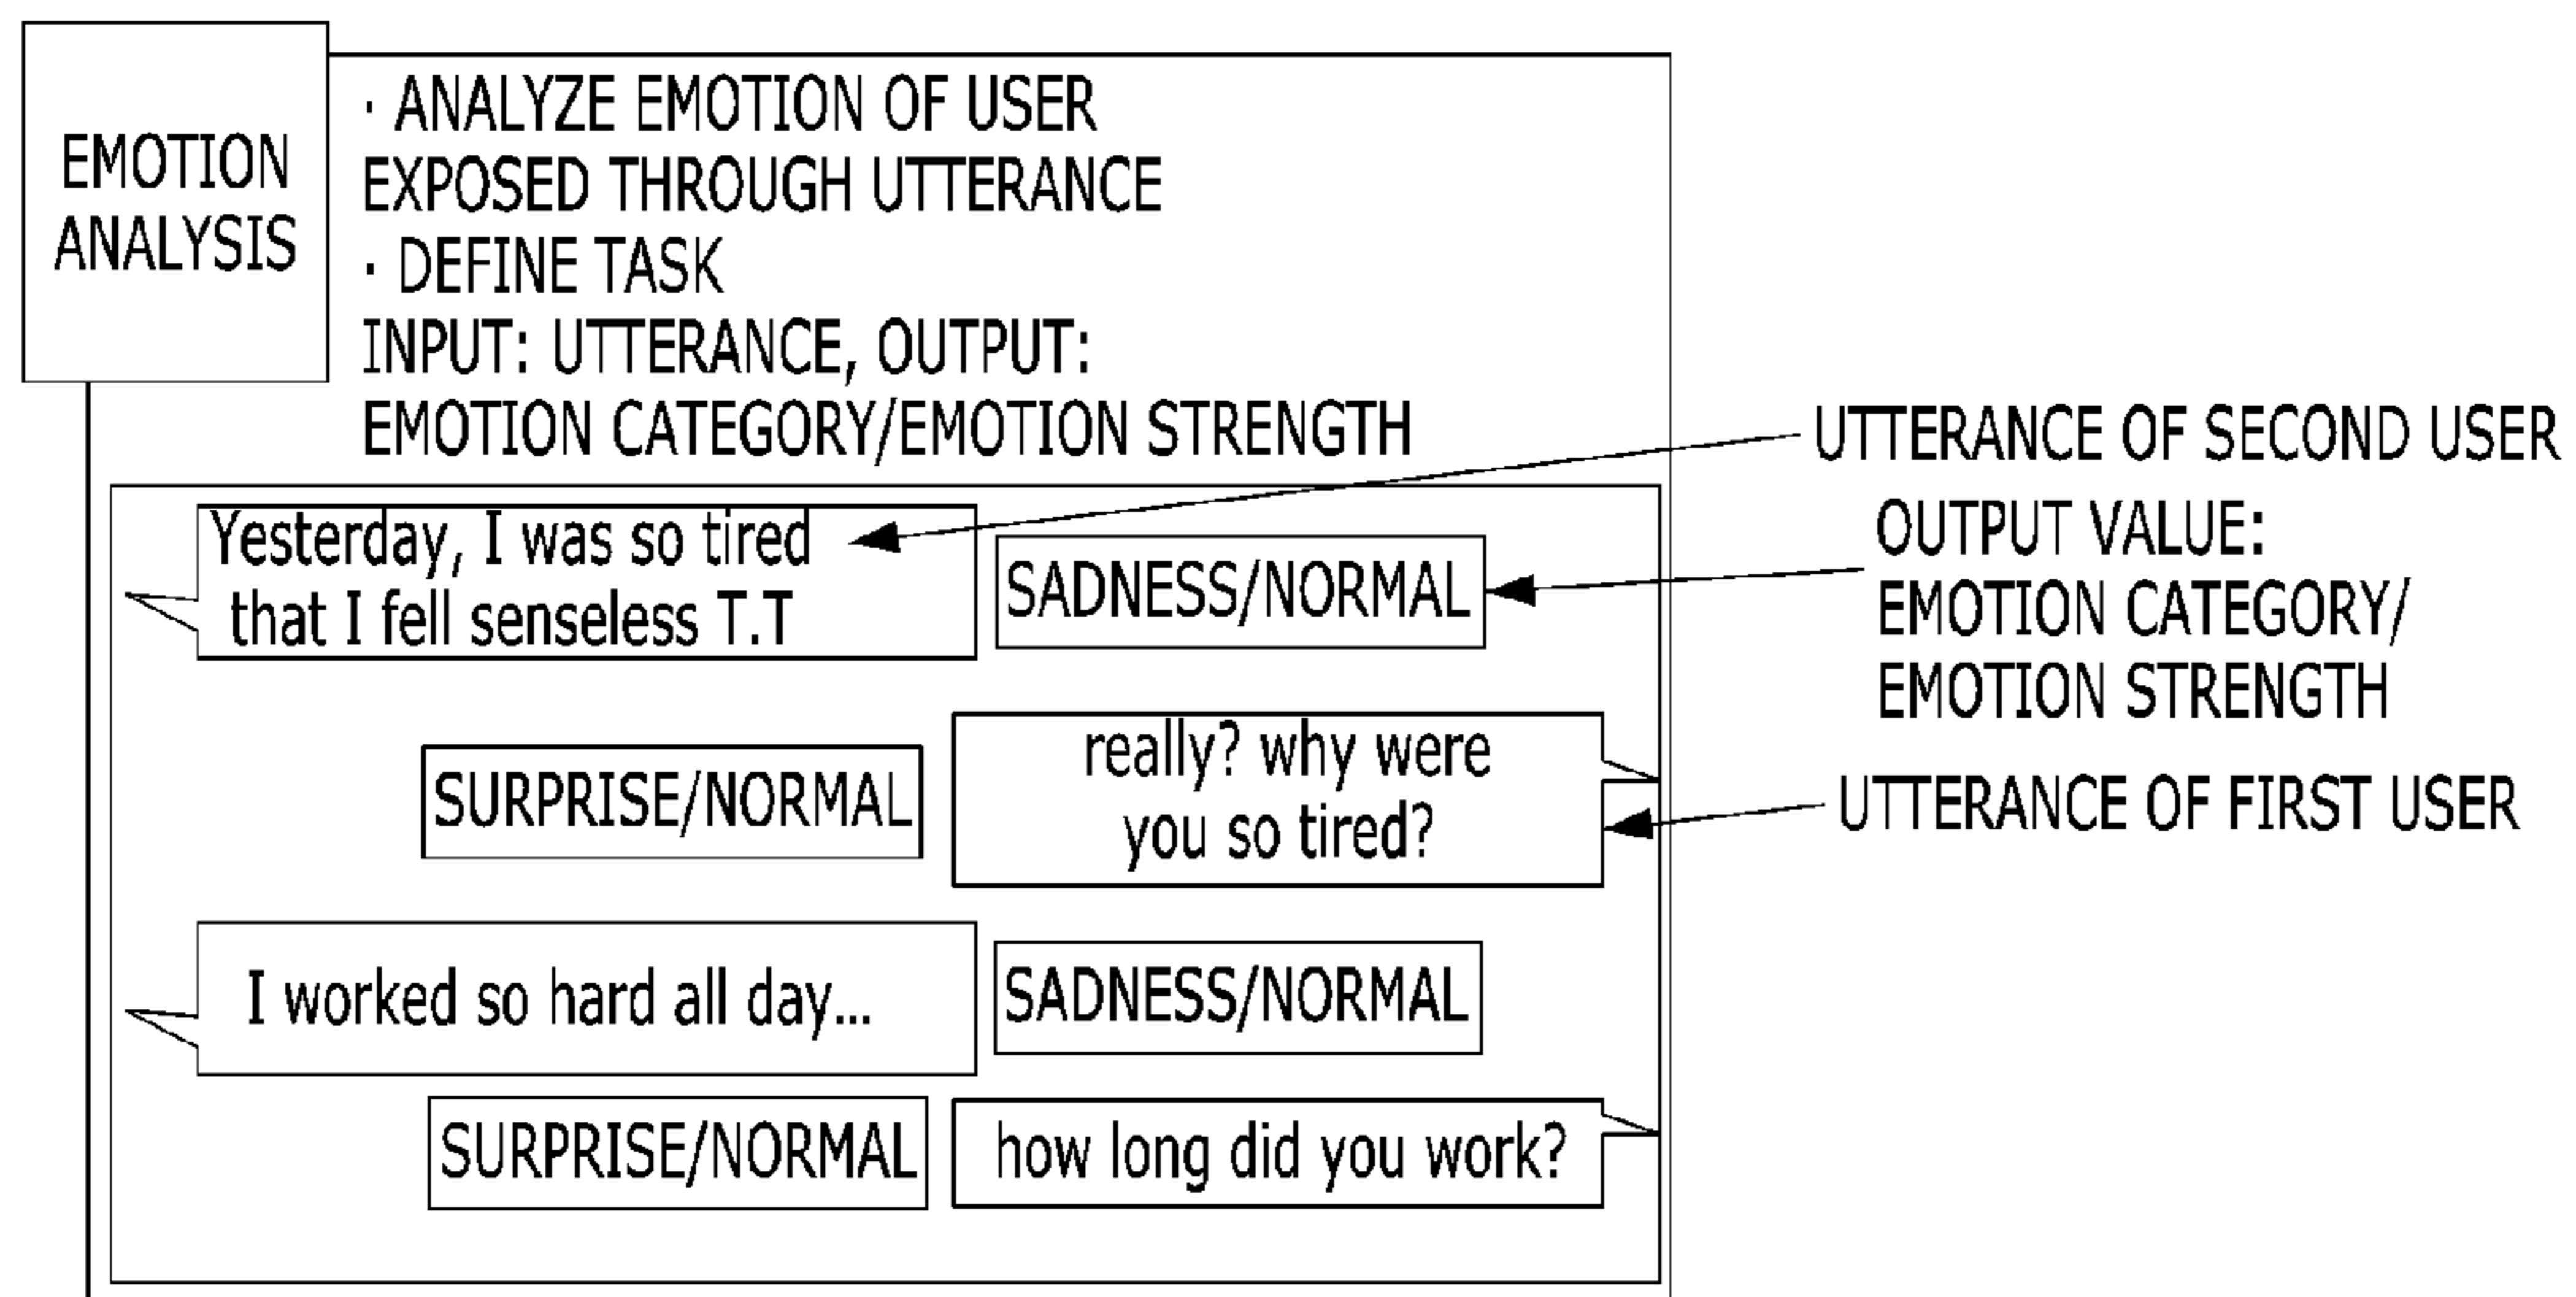 EMOTION
ANALYSIS
· ANALYZE EMOTION OF USER
EXPOSED THROUGH UTTERANCE
· DEFINE TASK
INPUT: UTTERANCE, OUTPUT:
EMOTION CATEGORY/EMOTION STRENGTH
Yesterday, I was so tired
that I fell senseless T.T
SADNESS/NORMAL
SURPRISE/NORMAL
really? why were
you so tired?
I worked so hard all day...
SADNESS/NORMAL
SURPRISE/NORMAL
how long did you work?
UTTERANCE OF SECOND USER
OUTPUT VALUE:
EMOTION CATEGORY/
EMOTION STRENGTH
UTTERANCE OF FIRST USER